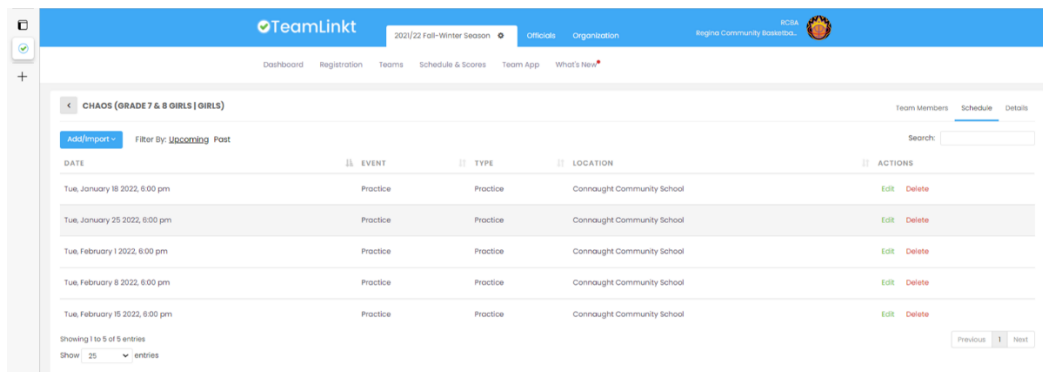 TeamLinkt
2021/22 Fall-Winter Season Officials Organization
RCBA
Regina Community Basketba...
Dashboard Registration Teams Schedule & Scores Team App What's New
CHAOS (GRADE 7 & 8 GIRLS | GIRLS)
Team Members Schedule Details
Add/Import Filter By: Upcoming Past Search:
DATE EVENT TYPE LOCATION ACTIONS
Tue, January 18 2022, 6:00 pm Practice Practice Connaught Community School Edit Delete
Tue, January 25 2022, 6:00 pm Practice Practice Connaught Community School Edit Delete
Tue, February 1 2022, 6:00 pm Practice Practice Connaught Community School Edit Delete
Tue, February 8 2022, 6:00 pm Practice Practice Connaught Community School Edit Delete
Tue, February 15 2022, 6:00 pm Practice Practice Connaught Community School Edit Delete
Showing 1 to 5 of 5 entries
Previous 1 Next
Show 25 entries